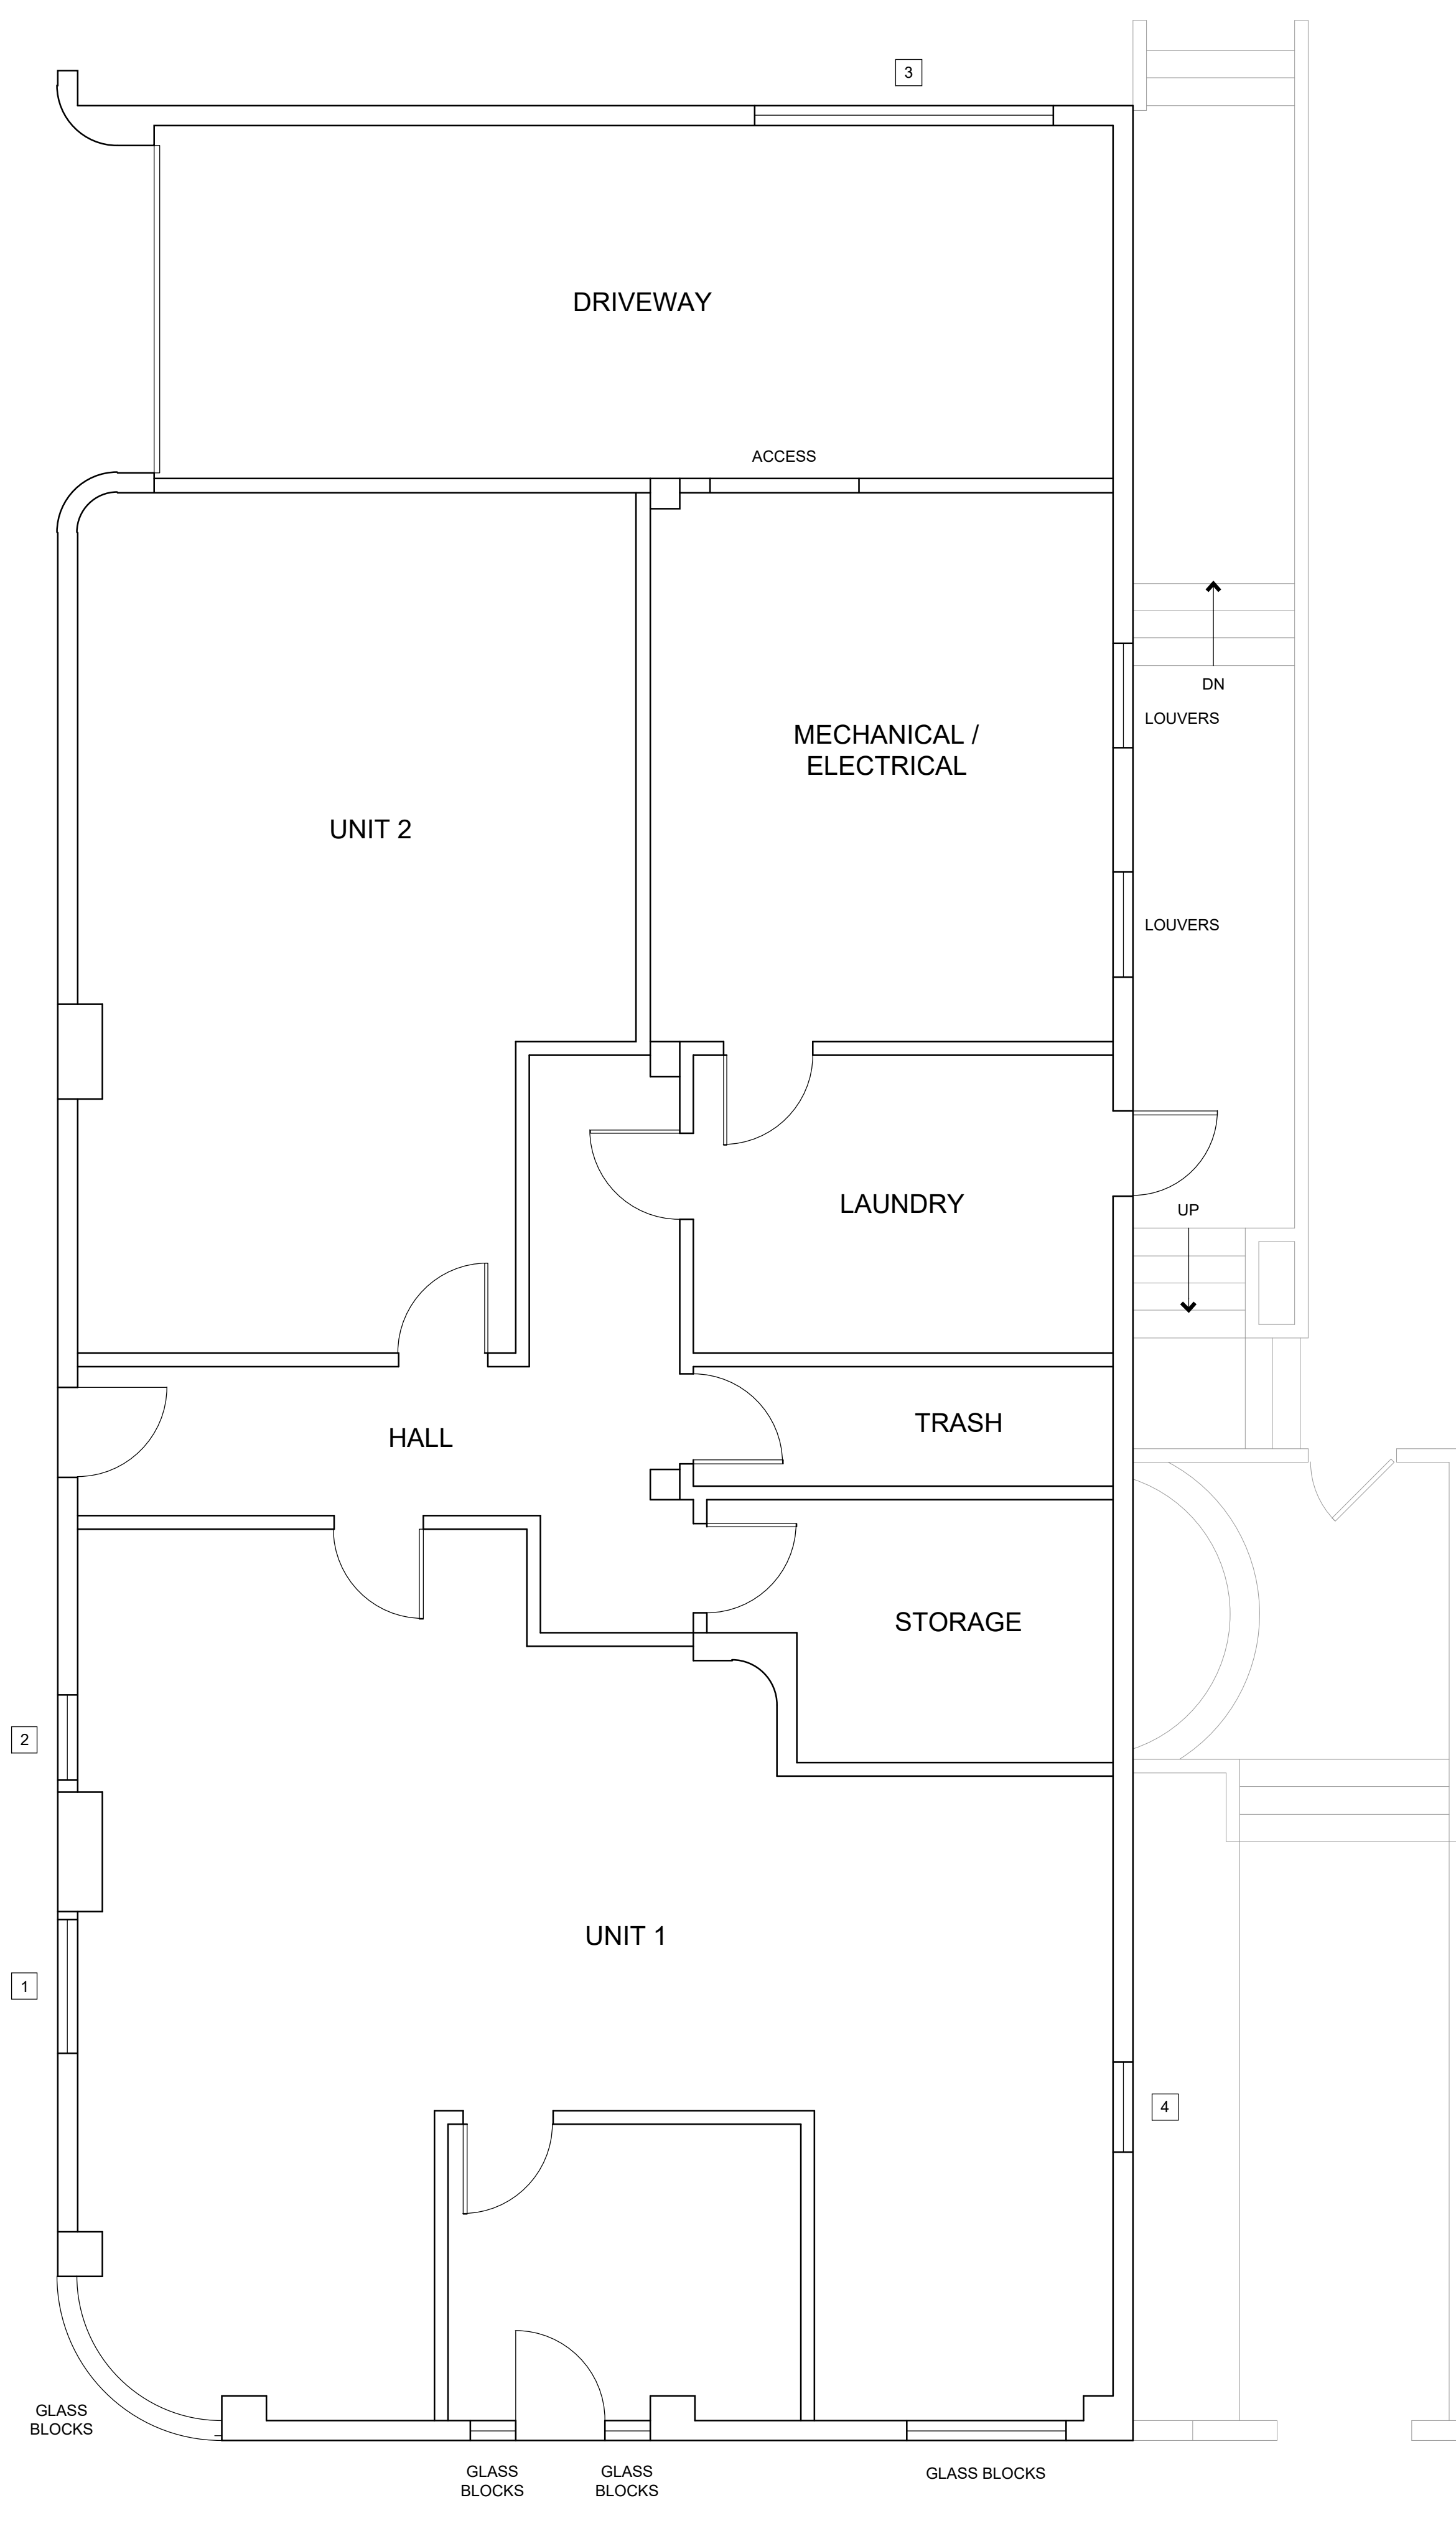 3
DRIVEWAY
ACCESS
DN
LOUVERS
MECHANICAL /
ELECTRICAL
UNIT 2
LOUVERS
LAUNDRY
UP
TRASH
HALL
STORAGE
2
UNIT 1
1
4
GLASS
BLOCKS
GLASS
BLOCKS
GLASS
BLOCKS
GLASS BLOCKS